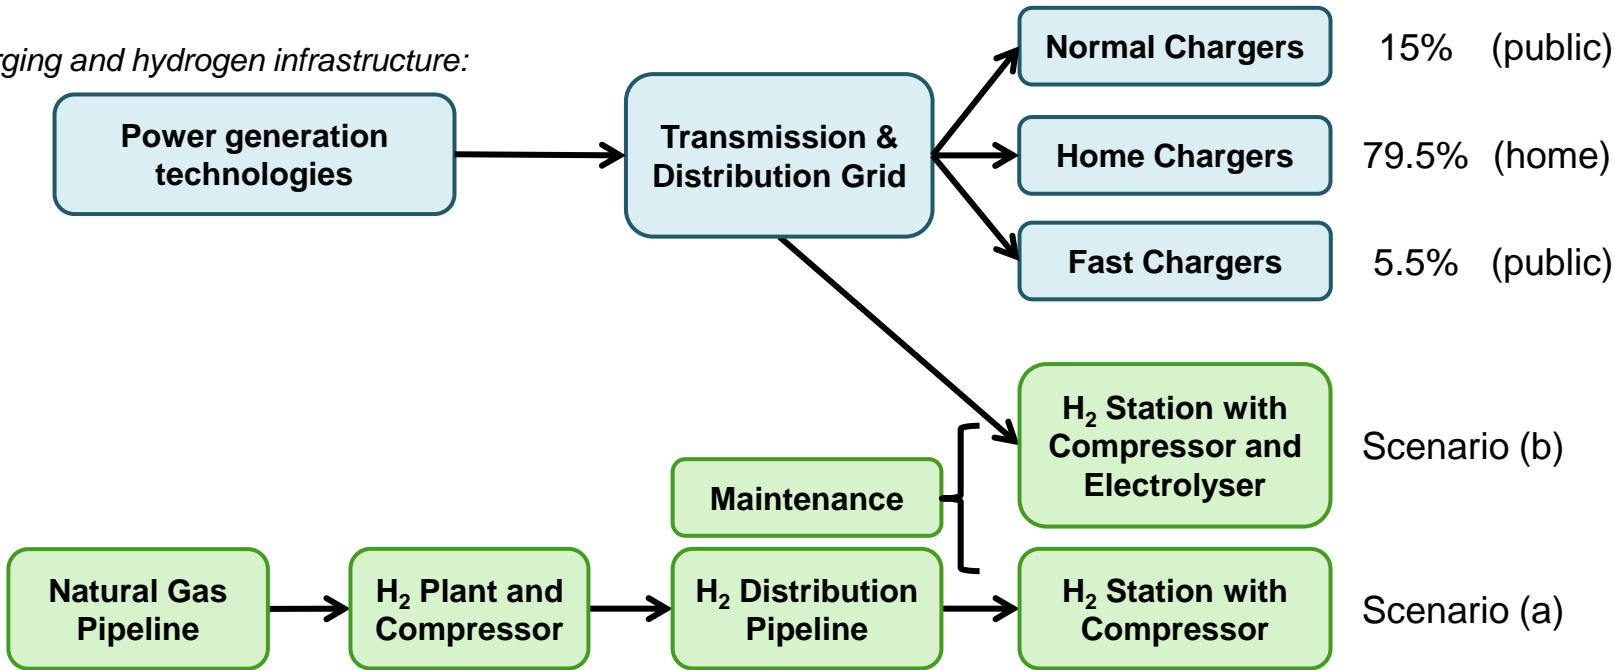 rging and hydrogen infrastructure:
Power generation
technologies
Transmission &
Distribution Grid
Normal Chargers 15% (public)
Home Chargers 79.5% (home)
Fast Chargers 5.5% (public)
H₂ Station with
Compressor and
Electrolyser
Scenario (b)
Maintenance
Natural Gas
Pipeline
H₂ Plant and
Compressor
H₂ Distribution
Pipeline
H₂ Station with
Compressor
Scenario (a)